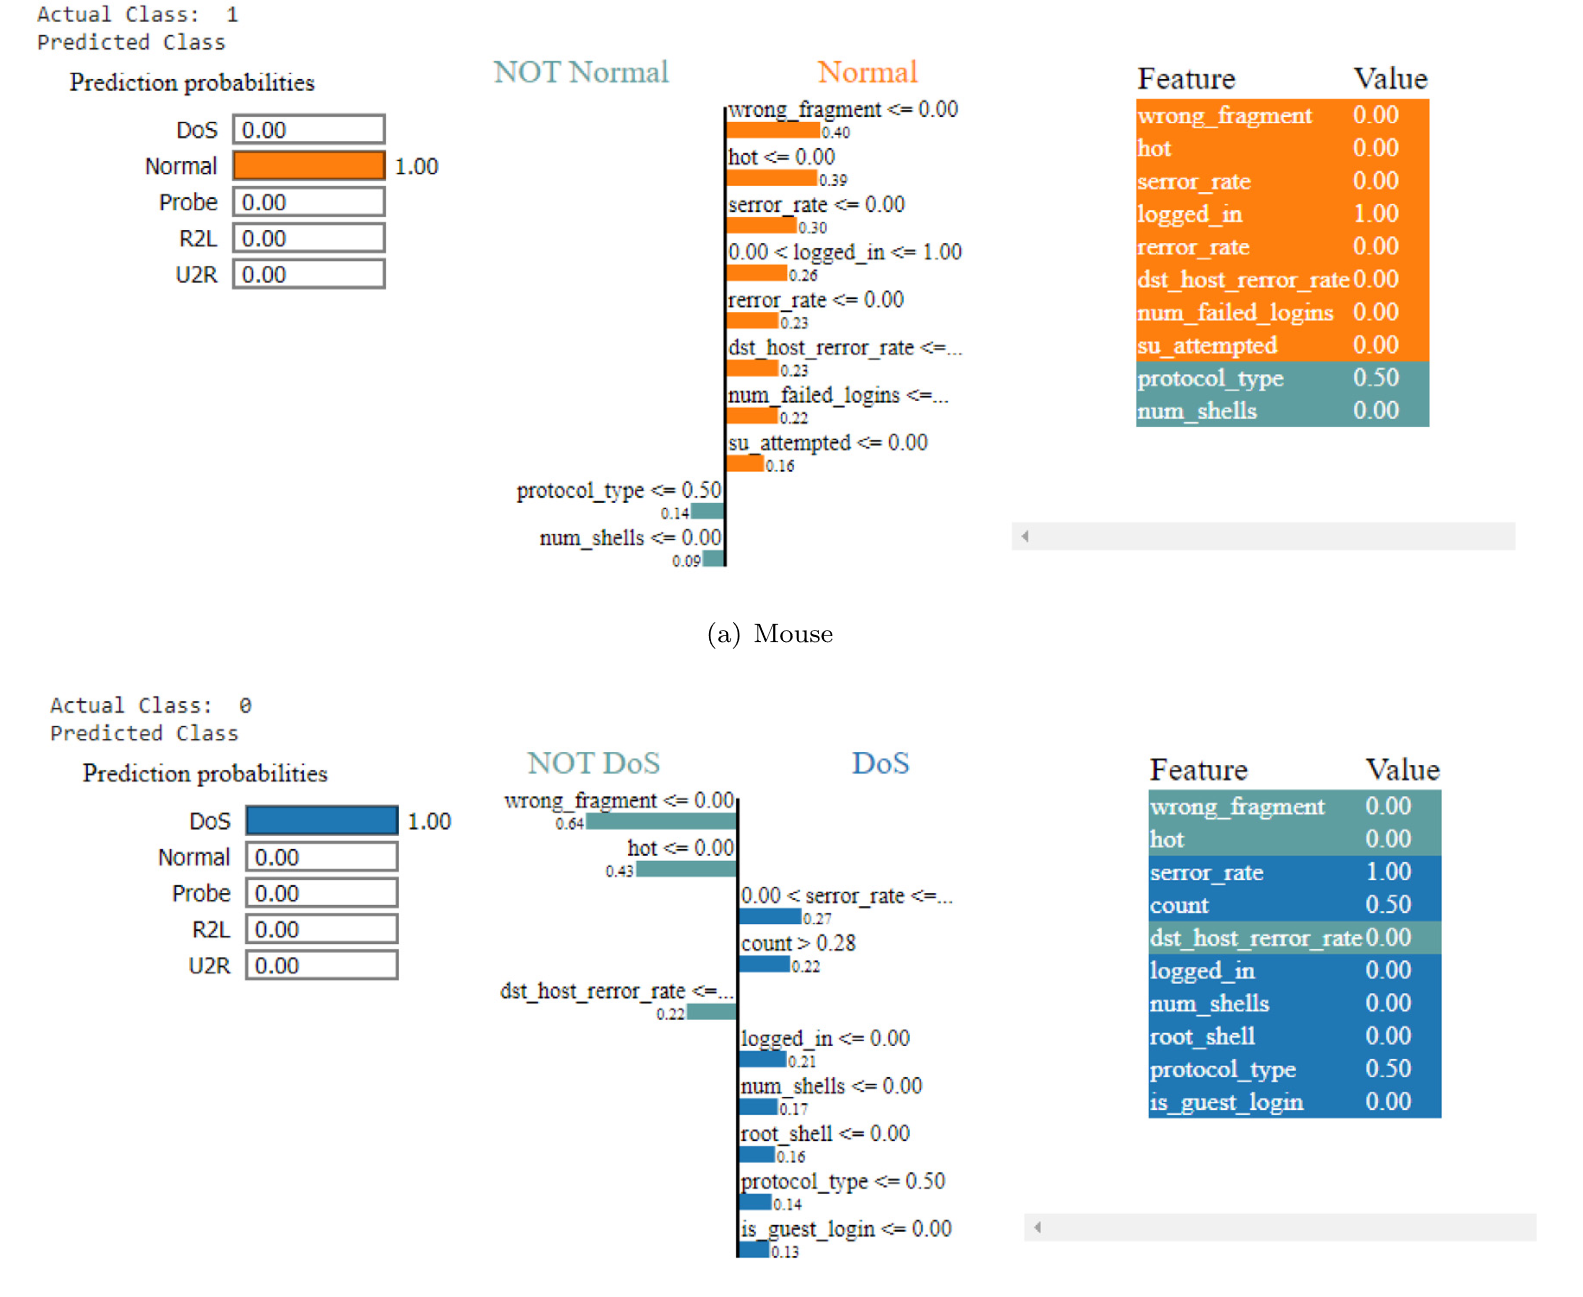 Actual Class:  1
Predicted Class
Prediction probabilities
DoS 0.00
Normal 1.00
Probe 0.00
R2L 0.00
U2R 0.00
NOT Normal Normal
wrong_fragment <= 0.00
0.40
hot <= 0.00
0.39
serror_rate <= 0.00
0.30
0.00 < logged_in <= 1.00
0.26
rerror_rate <= 0.00
0.23
dst_host_rerror_rate <=...
0.23
num_failed_logins <=...
0.22
su_attempted <= 0.00
0.16
protocol_type <= 0.50
0.14
num_shells <= 0.00
0.09
Feature Value
wrong_fragment 0.00
hot 0.00
serror_rate 0.00
logged_in 1.00
rerror_rate 0.00
dst_host_rerror_rate 0.00
num_failed_logins 0.00
su_attempted 0.00
protocol_type 0.50
num_shells 0.00
(a) Mouse
Actual Class:  0
Predicted Class
Prediction probabilities
DoS 1.00
Normal 0.00
Probe 0.00
R2L 0.00
U2R 0.00
NOT DoS DoS
wrong_fragment <= 0.00
0.64
hot <= 0.00
0.43
0.00 < serror_rate <=...
0.27
count > 0.28
0.22
dst_host_rerror_rate <=...
0.22
logged_in <= 0.00
0.21
num_shells <= 0.00
0.17
root_shell <= 0.00
0.16
protocol_type <= 0.50
0.14
is_guest_login <= 0.00
0.13
Feature Value
wrong_fragment 0.00
hot 0.00
serror_rate 1.00
count 0.50
dst_host_rerror_rate 0.00
logged_in 0.00
num_shells 0.00
root_shell 0.00
protocol_type 0.50
is_guest_login 0.00